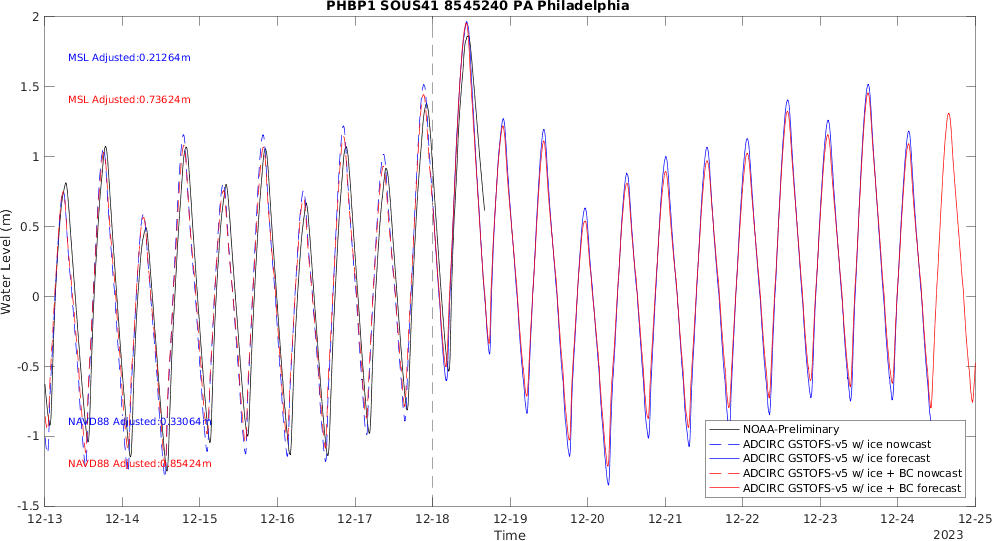 PHBP1 SOUS41 8545240 PA Philadelphia
Water Level (m)
2
1.5
1
0.5
0
-0.5
-1
-1.5
MSL Adjusted:0.21264m
MSL Adjusted:0.73624m
NAVD88 Adjusted:0.33064m
NAVD88 Adjusted:0.85424m
NOAA-Preliminary
ADCIRC GSTOFS-v5 w/ ice nowcast
ADCIRC GSTOFS-v5 w/ ice forecast
ADCIRC GSTOFS-v5 w/ ice + BC nowcast
ADCIRC GSTOFS-v5 w/ ice + BC forecast
12-13 12-14 12-15 12-16 12-17 12-18 12-19 12-20 12-21 12-22 12-23 12-24 12-25
Time
2023